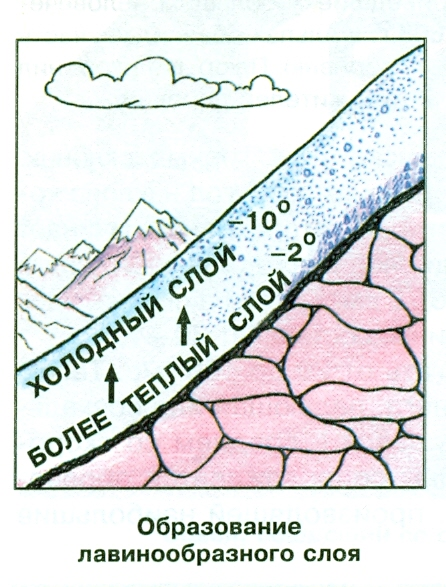 -10°
-2°
ХОЛОДНЫЙ СЛОЙ
БОЛЕЕ ТЕПЛЫЙ СЛОЙ
Образование
лавинообразного слоя